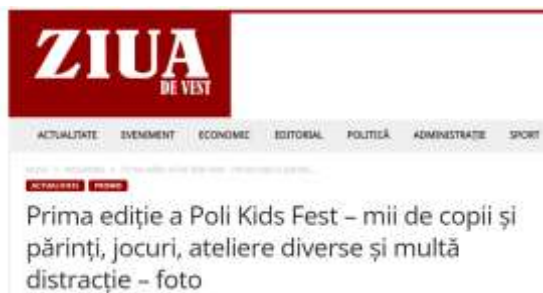 ZIUA
DE VEST
ACTUALITATE EVENIMENT ECONOMIC EDITORIAL POLITICĂ ADMINISTRAȚIE SPORT
ACTUALITATE PROMO
Prima ediție a Poli Kids Fest – mii de copii și
părinți, jocuri, ateliere diverse și multă
distracție – foto